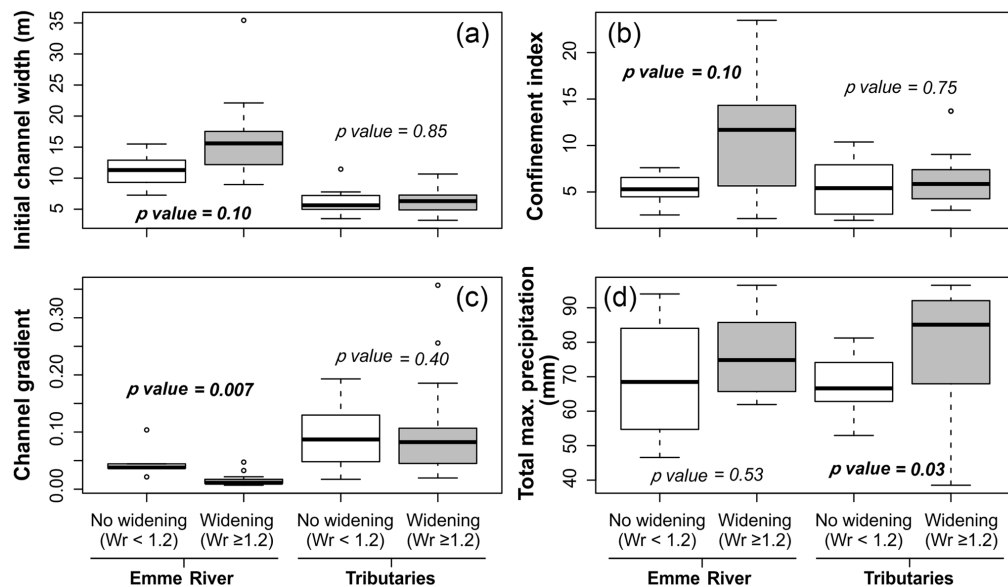 (a)
Initial channel width (m)
35
30
25
20
15
10
5
p value = 0.10
p value = 0.85
(b)
Confinement index
20
15
10
5
p value = 0.10
p value = 0.75
(c)
Channel gradient
0.30
0.20
0.10
0.00
p value = 0.007
p value = 0.40
(d)
Total max. precipitation
(mm)
90
80
70
60
50
40
p value = 0.53
p value = 0.03
No widening Widening No widening Widening
(Wr < 1.2) (Wr ≥1.2) (Wr < 1.2) (Wr ≥1.2)
Emme River Tributaries
No widening Widening No widening Widening
(Wr < 1.2) (Wr ≥1.2) (Wr < 1.2) (Wr ≥1.2)
Emme River Tributaries